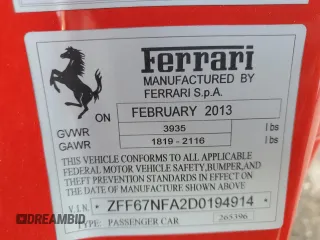 Ferrari
MANUFACTURED BY
FERRARI S.p.A.
ON FEBRUARY 2013
GVWR 3935 lbs
GAWR 1819 - 2116 lbs
THIS VEHICLE CONFORMS TO ALL APPLICABLE
FEDERAL MOTOR VEHICLE SAFETY, BUMPER, AND
THEFT PREVENTION STANDARDS IN EFFECT ON
THE DATE OF MANUFACTURE SHOWN ABOVE
V.I.N. ZFF67NFA2D0194914
TYPE: PASSENGER CAR 265396
DREAMBID